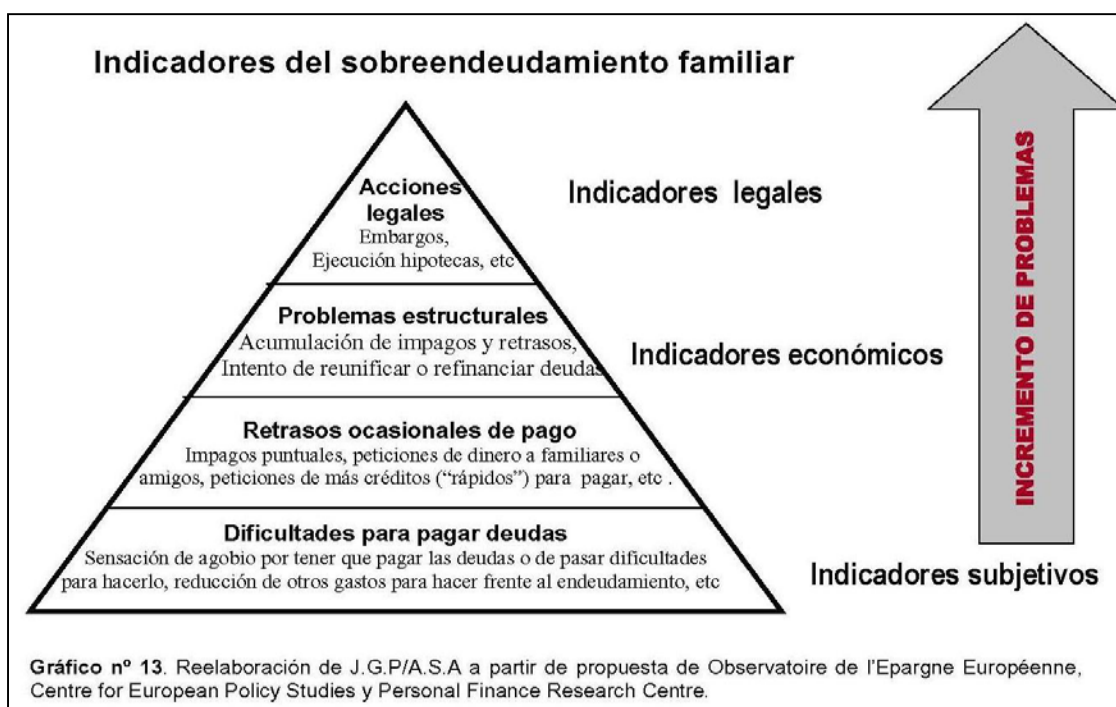 Indicadores del sobreendeudamiento familiar
Acciones
legales
Embargos,
Ejecución hipotecas, etc
Indicadores legales
Problemas estructurales
Acumulación de impagos y retrasos,
Intento de reunificar o refinanciar deudas
Indicadores económicos
Retrasos ocasionales de pago
Impagos puntuales, peticiones de dinero a familiares o
amigos, peticiones de más créditos (“rápidos”) para pagar, etc .
Dificultades para pagar deudas
Sensación de agobio por tener que pagar las deudas o de pasar dificultades
para hacerlo, reducción de otros gastos para hacer frente al endeudamiento, etc
Indicadores subjetivos
INCREMENTO DE PROBLEMAS
Gráfico nº 13. Reelaboración de J.G.P/A.S.A a partir de propuesta de Observatoire de l'Epargne Européenne,
Centre for European Policy Studies y Personal Finance Research Centre.